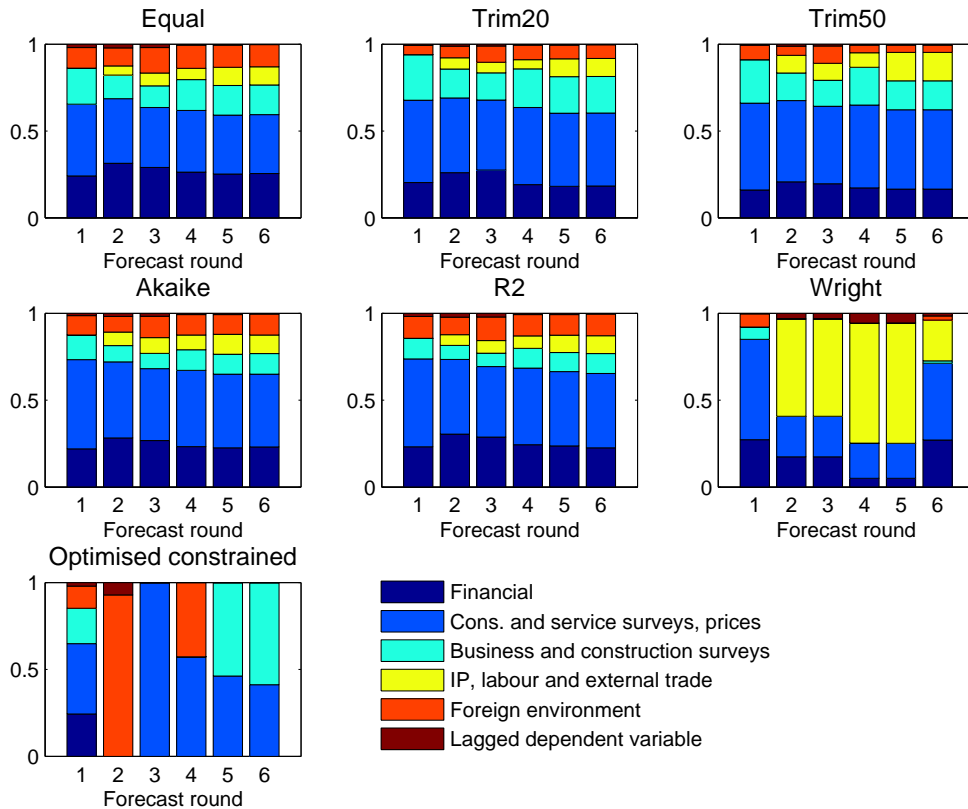 Equal
Trim20
Trim50
1
0.5
0
1 2 3 4 5 6
Forecast round
1
0.5
0
1 2 3 4 5 6
Forecast round
1
0.5
0
1 2 3 4 5 6
Forecast round
Akaike
R2
Wright
1
0.5
0
1 2 3 4 5 6
Forecast round
1
0.5
0
1 2 3 4 5 6
Forecast round
1
0.5
0
1 2 3 4 5 6
Forecast round
Optimised constrained
1
0.5
0
1 2 3 4 5 6
Forecast round
Financial
Cons. and service surveys, prices
Business and construction surveys
IP, labour and external trade
Foreign environment
Lagged dependent variable